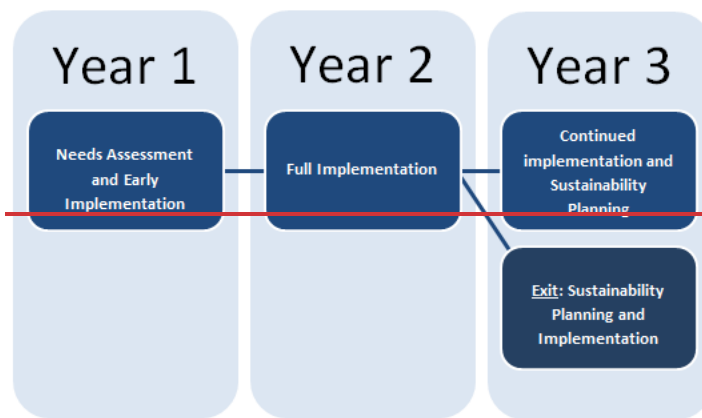 Year 1
Year 2
Year 3
Needs Assessment
and Early
Implementation
Full Implementation
Continued
implementation and
Sustainability
Planning
Exit: Sustainability
Planning and
Implementation